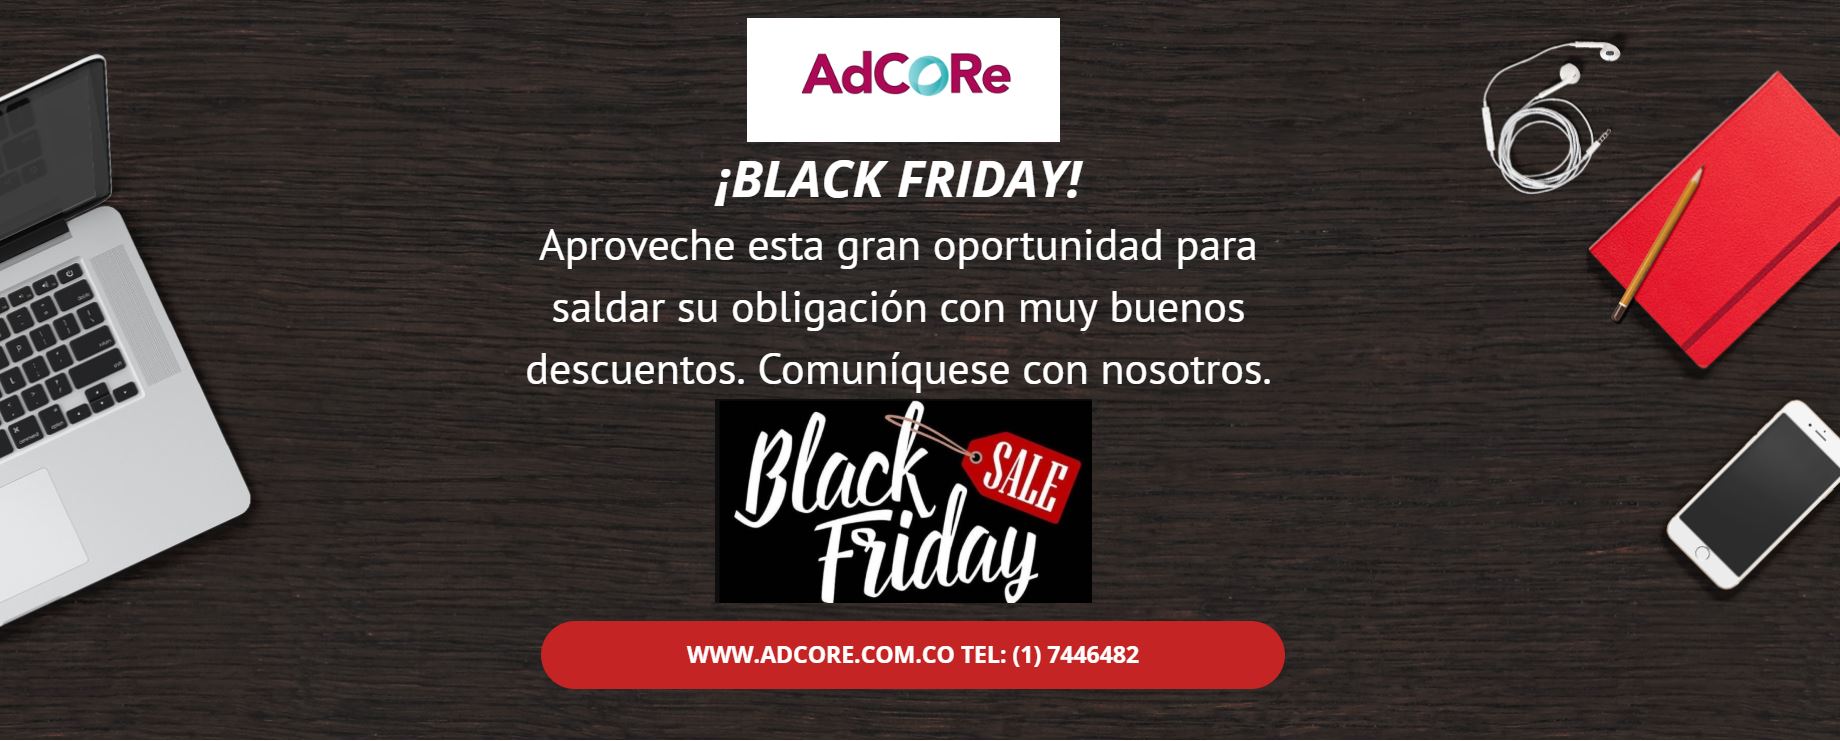 AdCoRe
¡BLACK FRIDAY!
Aproveche esta gran oportunidad para
saldar su obligación con muy buenos
descuentos. Comuníquese con nosotros.
Black
SALE
Friday
WWW.ADCORE.COM.CO TEL: (1) 7446482